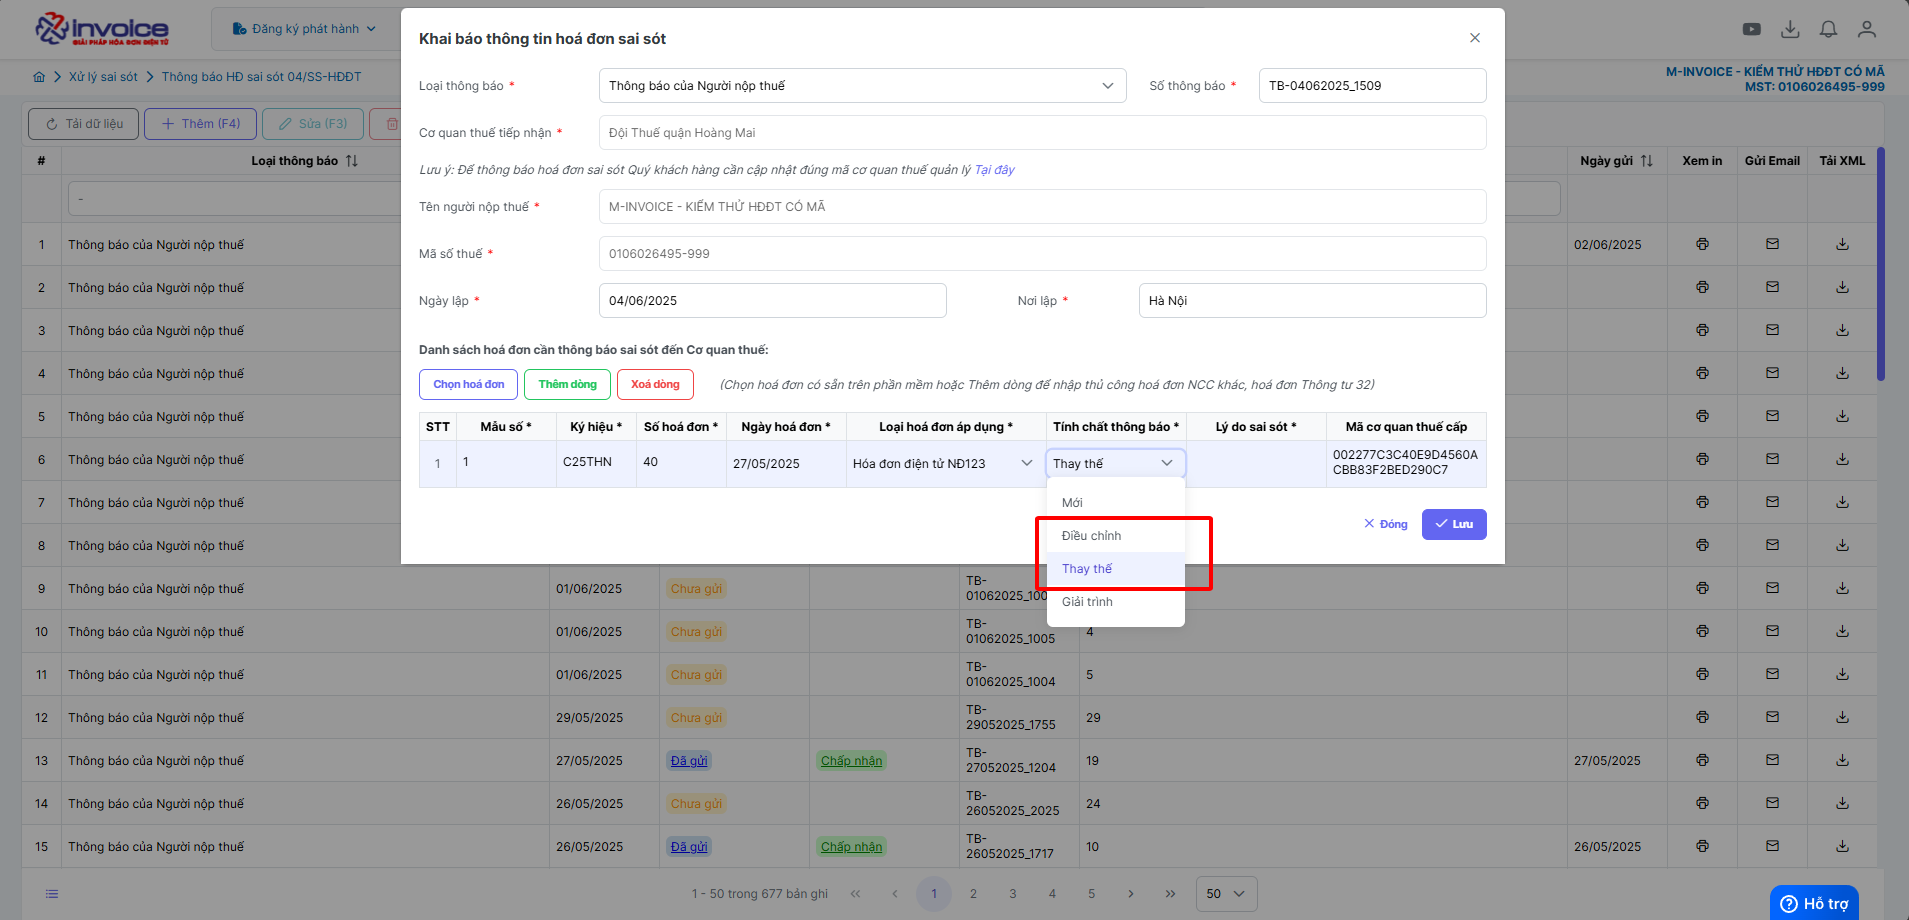 invoice
GIẢI PHÁP HÓA ĐƠN ĐIỆN TỬ
Đăng ký phát hành
Xử lý sai sót
Thông báo HĐ sai sót 04/SS-HĐĐT
M-INVOICE - KIỂM THỬ HĐĐT CÓ MÃ
MST: 0106026495-999
Tải dữ liệu
Thêm (F4)
Sửa (F3)
Khai báo thông tin hoá đơn sai sót
Loại thông báo *
Thông báo của Người nộp thuế
Số thông báo *
TB-04062025_1509
Cơ quan thuế tiếp nhận *
Đội Thuế quận Hoàng Mai
Lưu ý: Để thông báo hoá đơn sai sót Quý khách hàng cần cập nhật đúng mã cơ quan thuế quản lý Tại đây
Tên người nộp thuế *
M-INVOICE - KIỂM THỬ HĐĐT CÓ MÃ
Mã số thuế *
0106026495-999
Ngày lập *
04/06/2025
Nơi lập *
Hà Nội
Danh sách hoá đơn cần thông báo sai sót đến Cơ quan thuế:
Chọn hoá đơn
Thêm dòng
Xoá dòng
(Chọn hoá đơn có sẵn trên phần mềm hoặc Thêm dòng để nhập thủ công hoá đơn NCC khác, hoá đơn Thông tư 32)
STT Mẫu số * Ký hiệu * Số hoá đơn * Ngày hoá đơn * Loại hoá đơn áp dụng * Tính chất thông báo * Lý do sai sót * Mã cơ quan thuế cấp
1 1 C25THN 40 27/05/2025 Hóa đơn điện tử NĐ123 Thay thế 002277C3C40E9D4560A
CBB83F2BED290C7
Mới
Điều chỉnh
Thay thế
Giải trình
Đóng
Lưu
# Loại thông báo Ngày gửi Xem in Gửi Email Tải XML
-
1 Thông báo của Người nộp thuế 02/06/2025
2 Thông báo của Người nộp thuế
3 Thông báo của Người nộp thuế
4 Thông báo của Người nộp thuế
5 Thông báo của Người nộp thuế
6 Thông báo của Người nộp thuế
7 Thông báo của Người nộp thuế
8 Thông báo của Người nộp thuế
9 Thông báo của Người nộp thuế 01/06/2025 Chưa gửi TB-
01062025_100
10 Thông báo của Người nộp thuế 01/06/2025 Chưa gửi TB-
01062025_1005 4
11 Thông báo của Người nộp thuế 01/06/2025 Chưa gửi TB-
01062025_1004 5
12 Thông báo của Người nộp thuế 29/05/2025 Chưa gửi TB-
29052025_1755 29
13 Thông báo của Người nộp thuế 27/05/2025 Đã gửi Chấp nhận TB-
27052025_1204 19 27/05/2025
14 Thông báo của Người nộp thuế 26/05/2025 Chưa gửi TB-
26052025_2025 24
15 Thông báo của Người nộp thuế 26/05/2025 Đã gửi Chấp nhận TB-
26052025_1717 10 26/05/2025
1 - 50 trong 677 bản ghi
1 2 3 4 5
50
Hỗ trợ